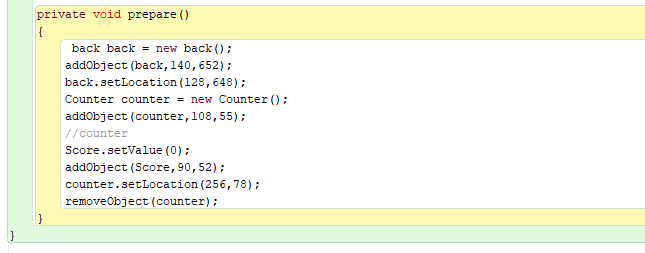 private void prepare()
{
back back = new back();
addObject(back,140,652);
back.setLocation(128,648);
Counter counter = new Counter();
addObject(counter,108,55);
//counter
Score.setValue(0);
addObject(Score,90,52);
counter.setLocation(256,78);
removeObject(counter);
}
}